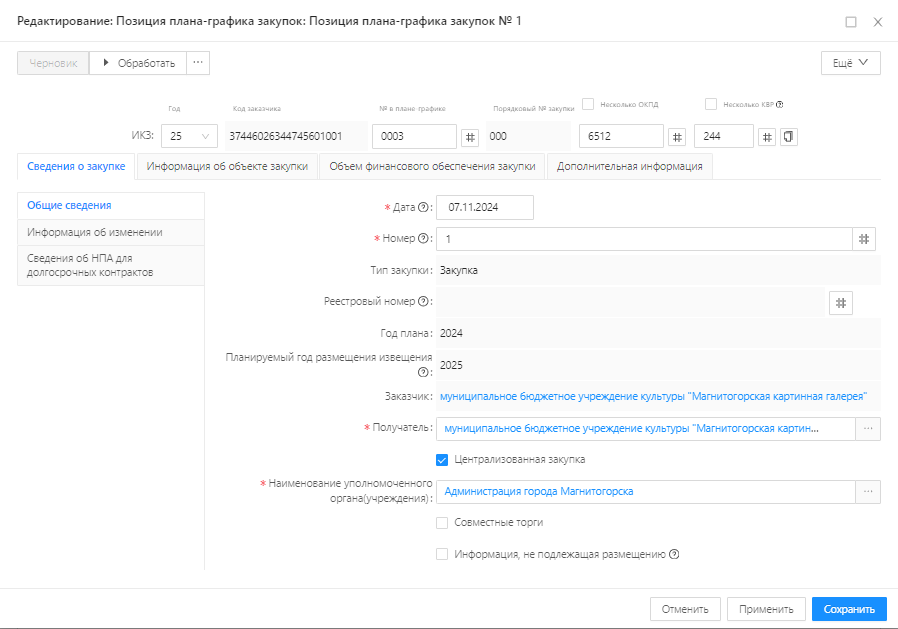 Редактирование: Позиция плана-графика закупок: Позиция плана-графика закупок № 1
Черновик Обработать ... Ещё
Год Код заказчика № в плане-графике Порядковый № закупки Несколько ОКПД Несколько КВР
ИКЗ: 25 37446026344745601001 0003 # 000 6512 # 244 #
Сведения о закупке Информация об объекте закупки Объем финансового обеспечения закупки Дополнительная информация
Общие сведения
Информация об изменении
Сведения об НПА для
долгосрочных контрактов
* Дата ? : 07.11.2024
* Номер ? : 1 #
Тип закупки: Закупка
Реестровый номер ? : #
Год плана: 2024
Планируемый год размещения извещения
? : 2025
Заказчик: муниципальное бюджетное учреждение культуры "Магнитогорская картинная галерея"
* Получатель: муниципальное бюджетное учреждение культуры "Магнитогорская картин... ...
Централизованная закупка
* Наименование уполномоченного
органа(учреждения): Администрация города Магнитогорска ...
Совместные торги
Информация, не подлежащая размещению ?
Отменить Применить Сохранить